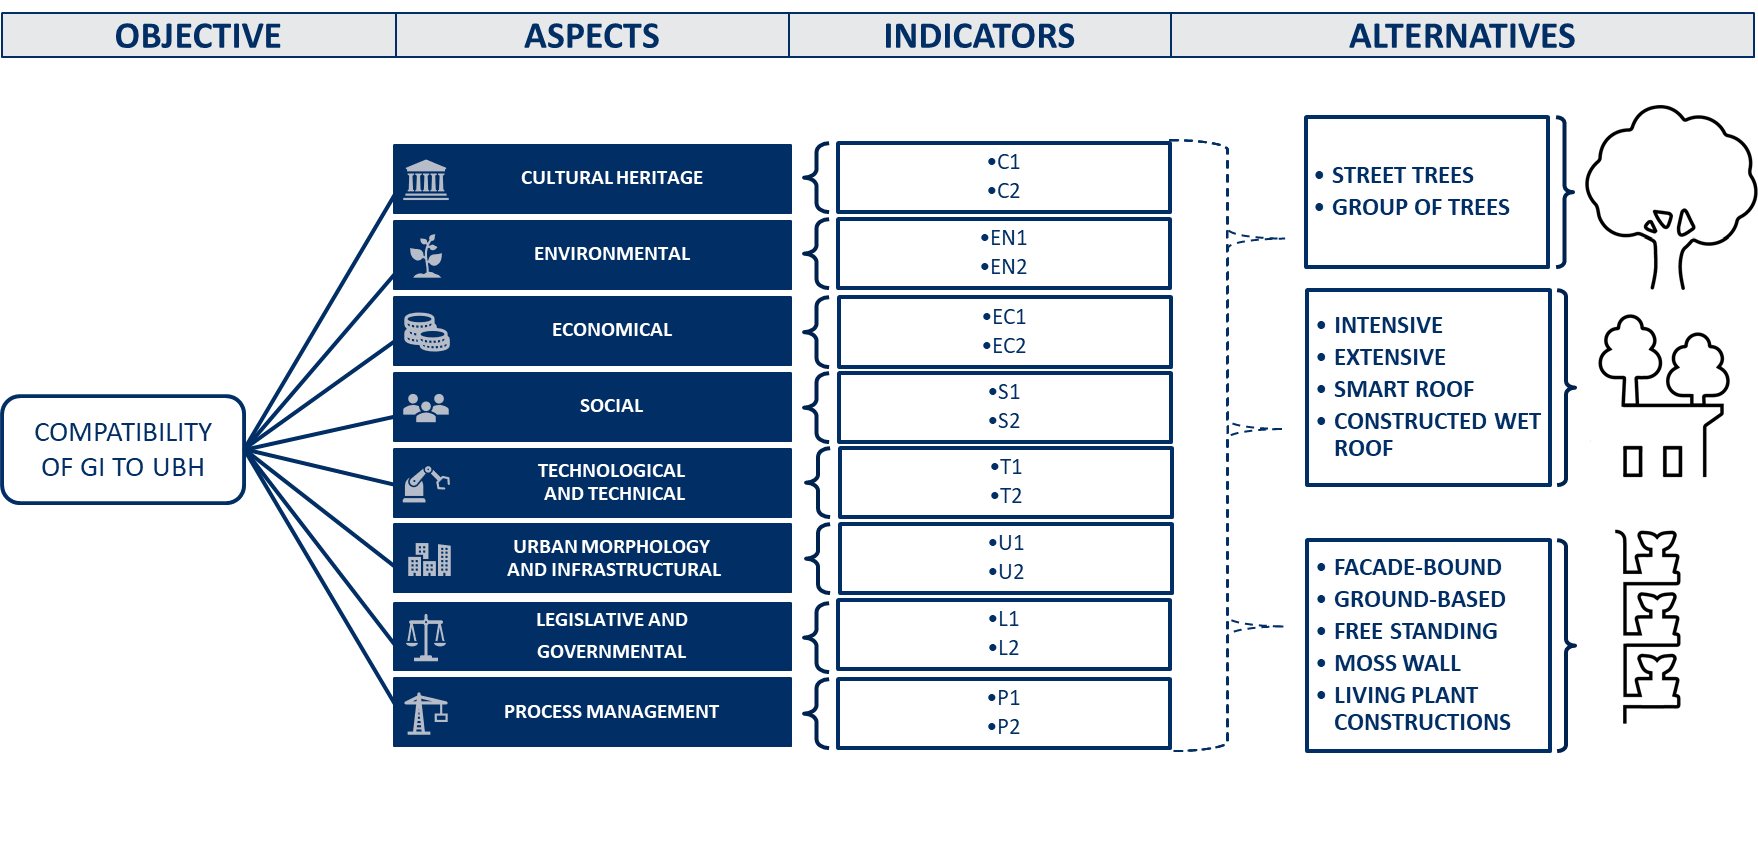 OBJECTIVE
ASPECTS
INDICATORS
ALTERNATIVES
COMPATIBILITY
OF GI TO UBH
CULTURAL HERITAGE
ENVIRONMENTAL
ECONOMICAL
SOCIAL
TECHNOLOGICAL
AND TECHNICAL
URBAN MORPHOLOGY
AND INFRASTRUCTURAL
LEGISLATIVE AND
GOVERNMENTAL
PROCESS MANAGEMENT
•C1
•C2
•EN1
•EN2
•EC1
•EC2
•S1
•S2
•T1
•T2
•U1
•U2
•L1
•L2
•P1
•P2
• STREET TREES
• GROUP OF TREES
• INTENSIVE
• EXTENSIVE
• SMART ROOF
• CONSTRUCTED WET
ROOF
• FACADE-BOUND
• GROUND-BASED
• FREE STANDING
• MOSS WALL
• LIVING PLANT
CONSTRUCTIONS